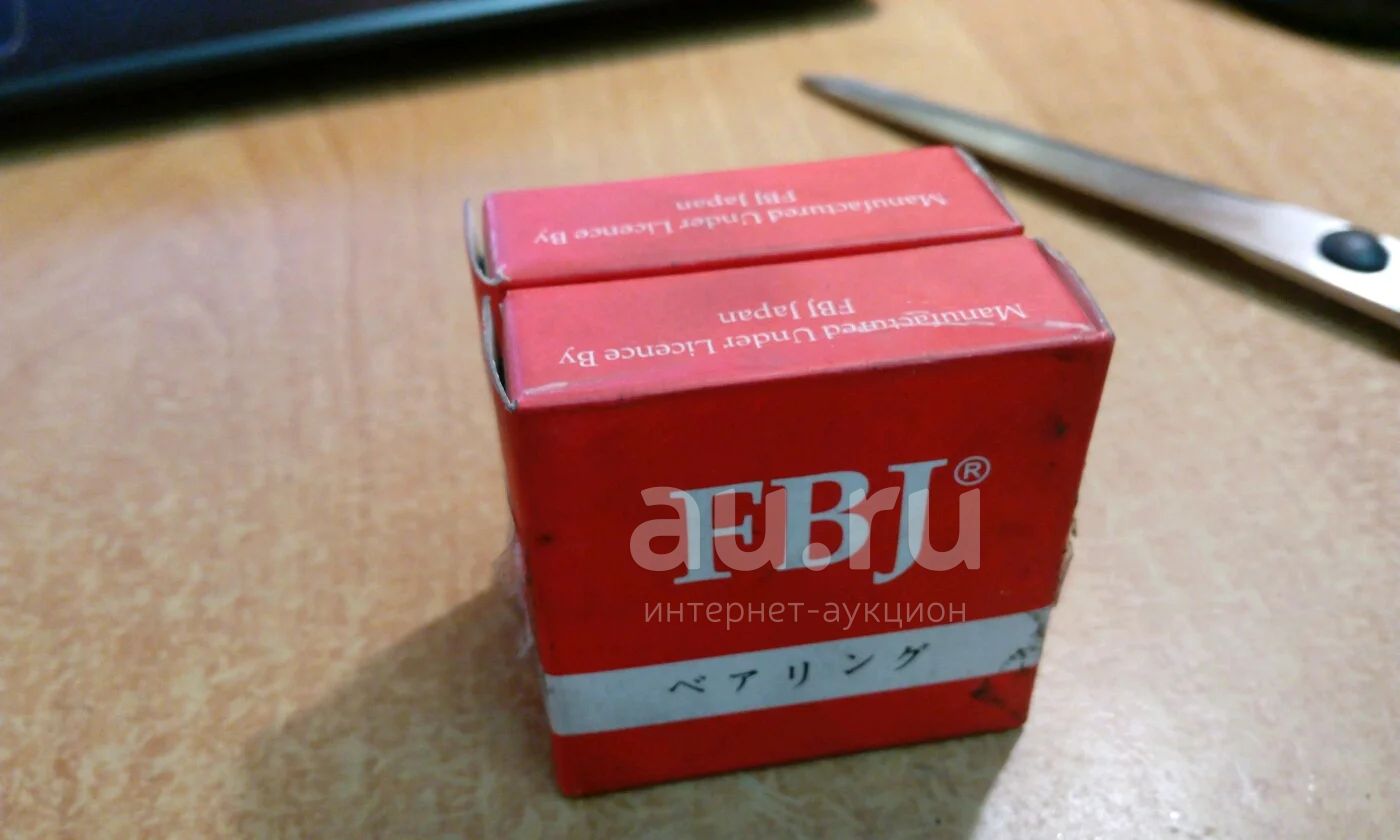 Manufactured Under Licence By
FBJ Japan
Manufactured Under Licence By
FBJ Japan
FBJ®
au.ru
интернет-аукцион
ベアリング